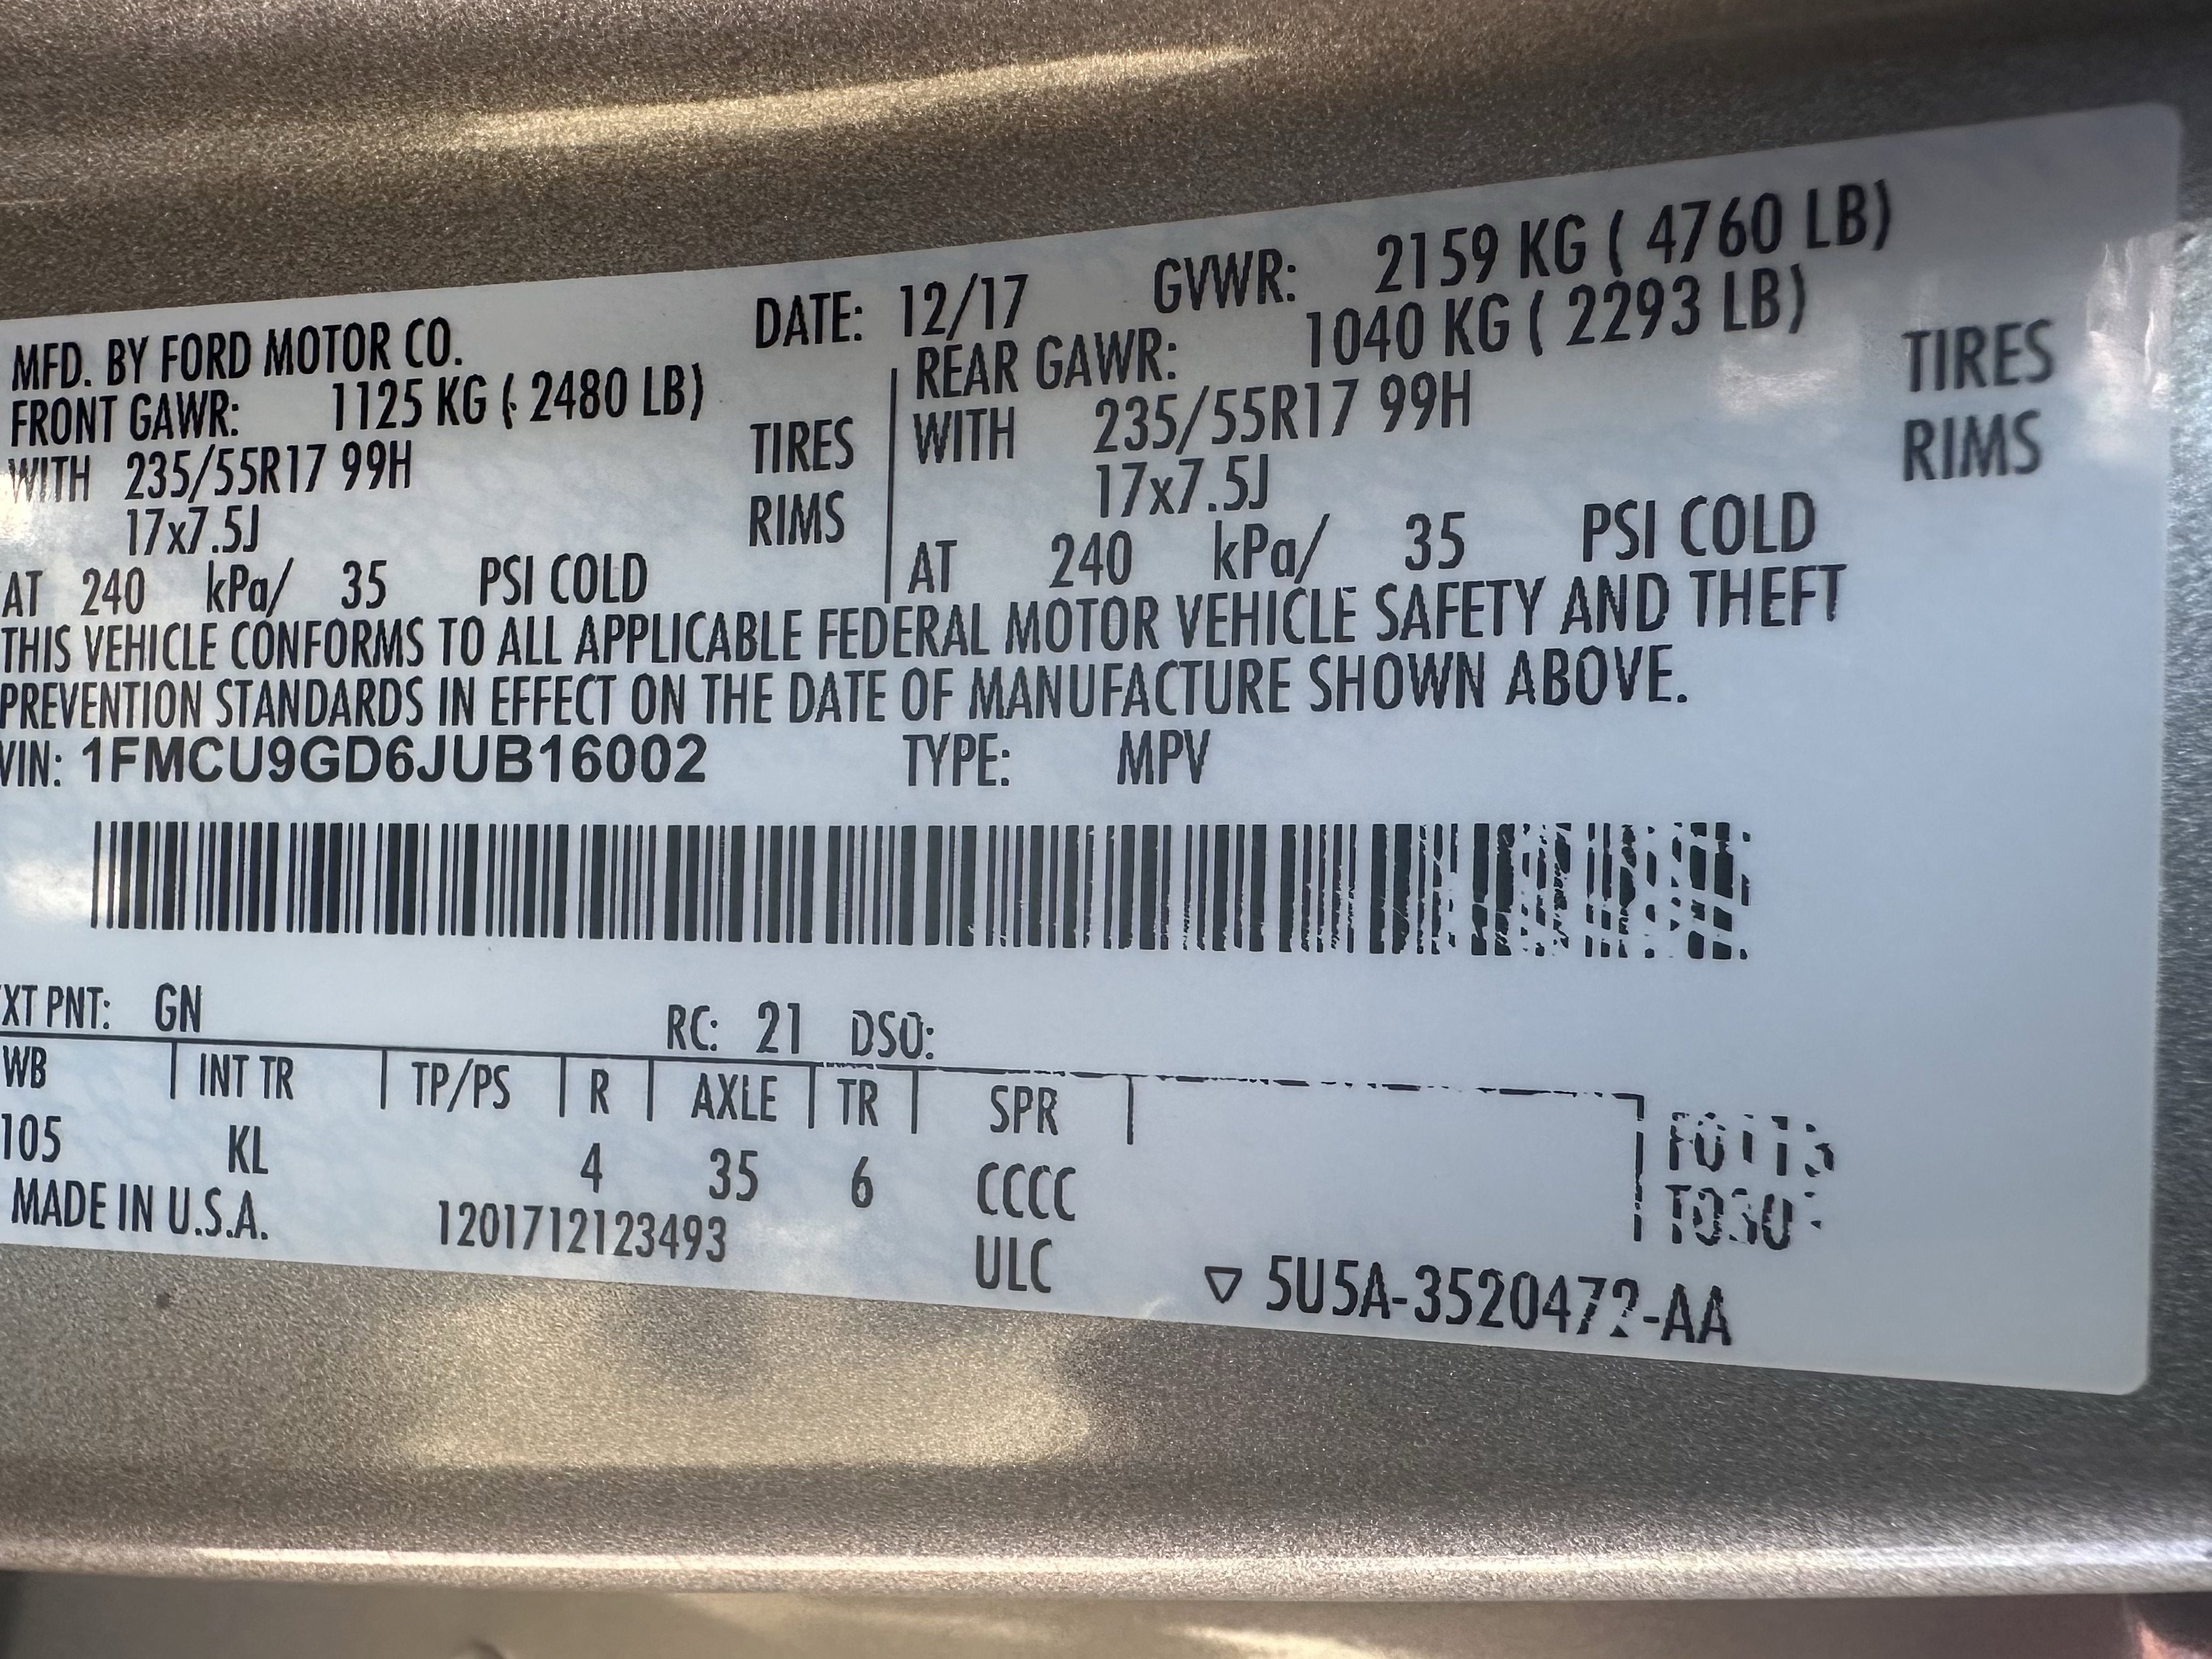 MFD. BY FORD MOTOR CO. DATE: 12/17 GVWR: 2159 KG ( 4760 LB)
FRONT GAWR: 1125 KG ( 2480 LB) REAR GAWR: 1040 KG ( 2293 LB)
WITH 235/55R17 99H TIRES WITH 235/55R17 99H TIRES
17x7.5J RIMS 17x7.5J RIMS
AT 240 kPa/ 35 PSI COLD AT 240 kPa/ 35 PSI COLD
THIS VEHICLE CONFORMS TO ALL APPLICABLE FEDERAL MOTOR VEHICLE SAFETY AND THEFT
PREVENTION STANDARDS IN EFFECT ON THE DATE OF MANUFACTURE SHOWN ABOVE.
VIN: 1FMCU9GD6JUB16002 TYPE: MPV
XT PNT: GN RC: 21 DSO:
WB INT TR TP/PS R AXLE TR SPR
105 KL 4 35 6 CCCC
MADE IN U.S.A. 1201712123493 ULC
▽ 5U5A-3520472-AA